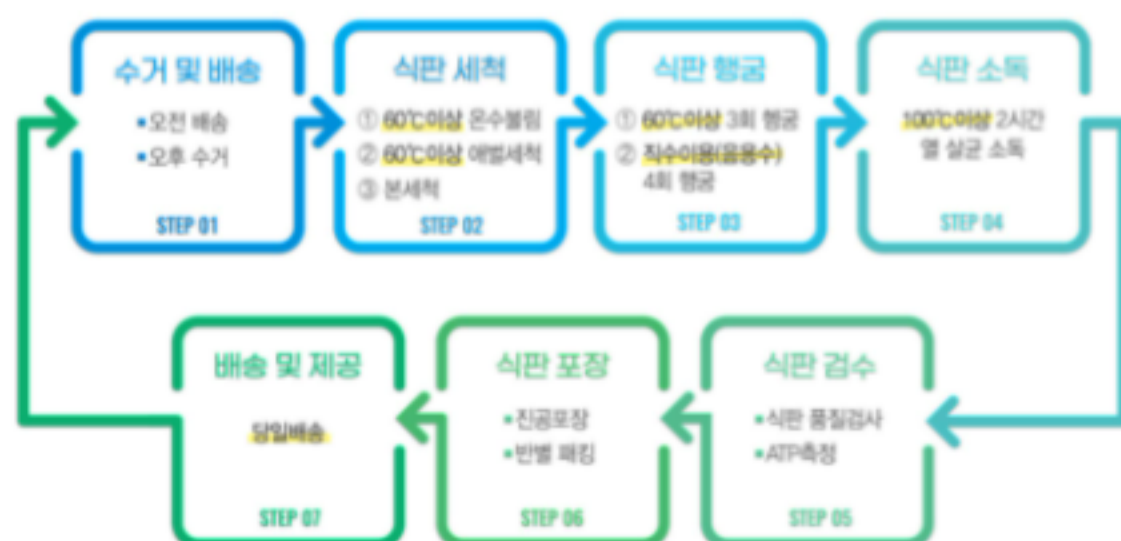 수거 및 배송
▪오전 배송
▪오후 수거
STEP 01
식판 세척
① 60℃이상 온수불림
② 60℃이상 애벌세척
③ 본세척
STEP 02
식판 행굼
① 60℃이상 3회 행굼
② 직수이용(음용수)
4회 행굼
STEP 03
식판 소독
100℃이상 2시간
열 살균 소독
STEP 04
식판 검수
▪식판 품질검사
▪ATP측정
STEP 05
식판 포장
▪진공포장
▪반별 패킹
STEP 06
배송 및 제공
당일배송
STEP 07